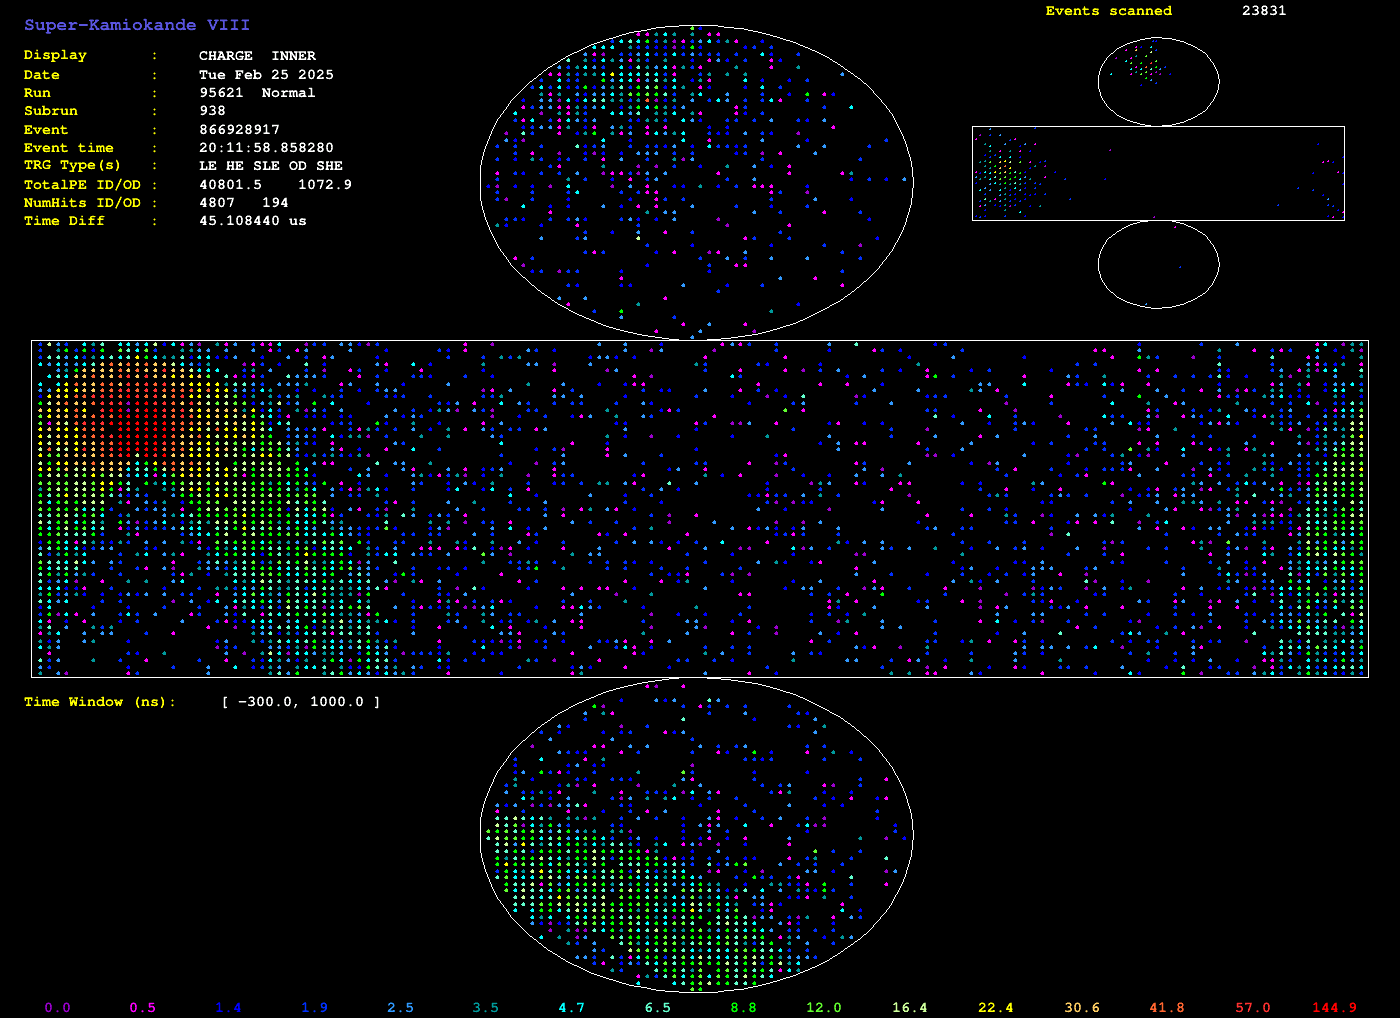 Super-Kamiokande VIII
Events scanned 23831
Display : CHARGE INNER
Date : Tue Feb 25 2025
Run : 95621 Normal
Subrun : 938
Event : 866928917
Event time : 20:11:58.858280
TRG Type(s) : LE HE SLE OD SHE
TotalPE ID/OD : 40801.5 1072.9
NumHits ID/OD : 4807 194
Time Diff : 45.108440 us
Time Window (ns): [ -300.0, 1000.0 ]
0.0 0.5 1.4 1.9 2.5 3.5 4.7 6.5 8.8 12.0 16.4 22.4 30.6 41.8 57.0 144.9